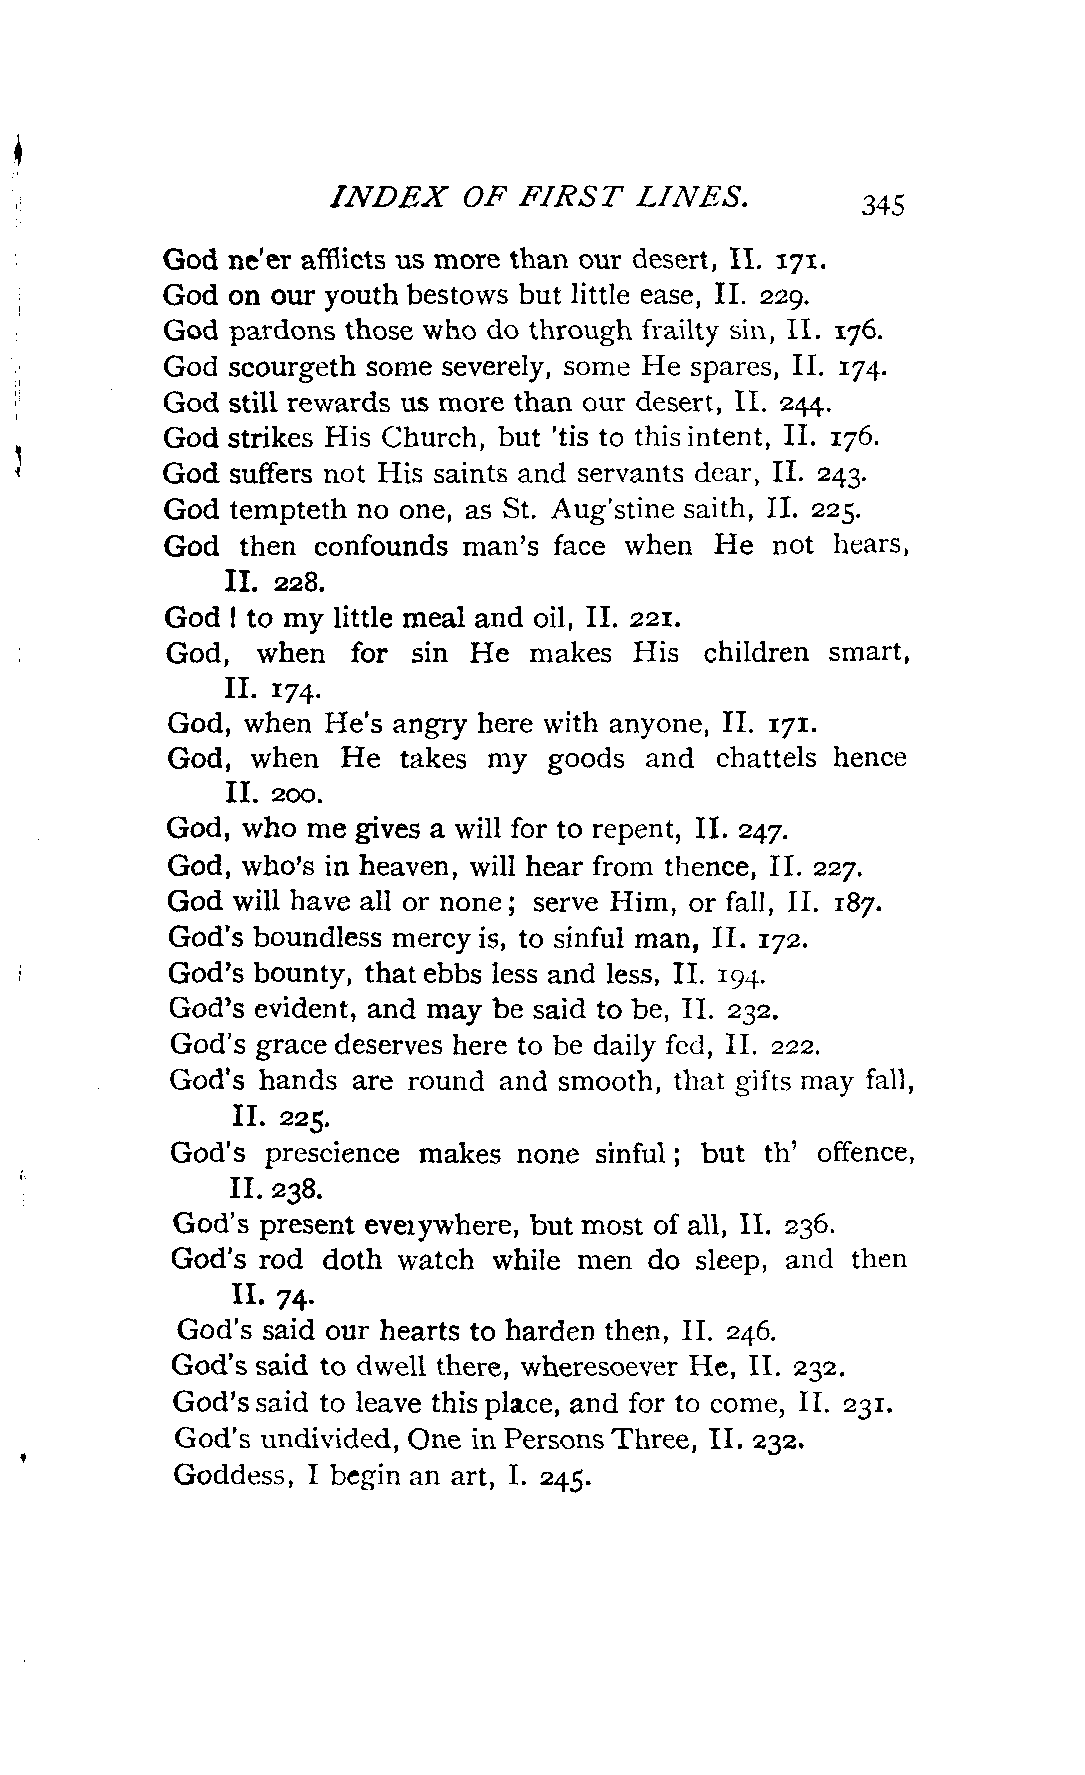 INDEX OF FIRST LINES. 345
God ne'er afflicts us more than our desert, II. 171.
God on our youth bestows but little ease, II. 229.
God pardons those who do through frailty sin, II. 176.
God scourgeth some severely, some He spares, II. 174.
God still rewards us more than our desert, II. 244.
God strikes His Church, but 'tis to this intent, II. 176.
God suffers not His saints and servants dear, II. 243.
God tempteth no one, as St. Aug'stine saith, II. 225.
God then confounds man's face when He not hears,
II. 228.
God ! to my little meal and oil, II. 221.
God, when for sin He makes His children smart,
II. 174.
God, when He's angry here with anyone, II. 171.
God, when He takes my goods and chattels hence
II. 200.
God, who me gives a will for to repent, II. 247.
God, who's in heaven, will hear from thence, II. 227.
God will have all or none ; serve Him, or fall, II. 187.
God's boundless mercy is, to sinful man, II. 172.
God's bounty, that ebbs less and less, II. 194.
God's evident, and may be said to be, II. 232.
God's grace deserves here to be daily fed, II. 222.
God's hands are round and smooth, that gifts may fall,
II. 225.
God's prescience makes none sinful ; but th' offence,
II. 238.
God's present everywhere, but most of all, II. 236.
God's rod doth watch while men do sleep, and then
II. 74.
God's said our hearts to harden then, II. 246.
God's said to dwell there, wheresoever He, II. 232.
God's said to leave this place, and for to come, II. 231.
God's undivided, One in Persons Three, II. 232.
Goddess, I begin an art, I. 245.